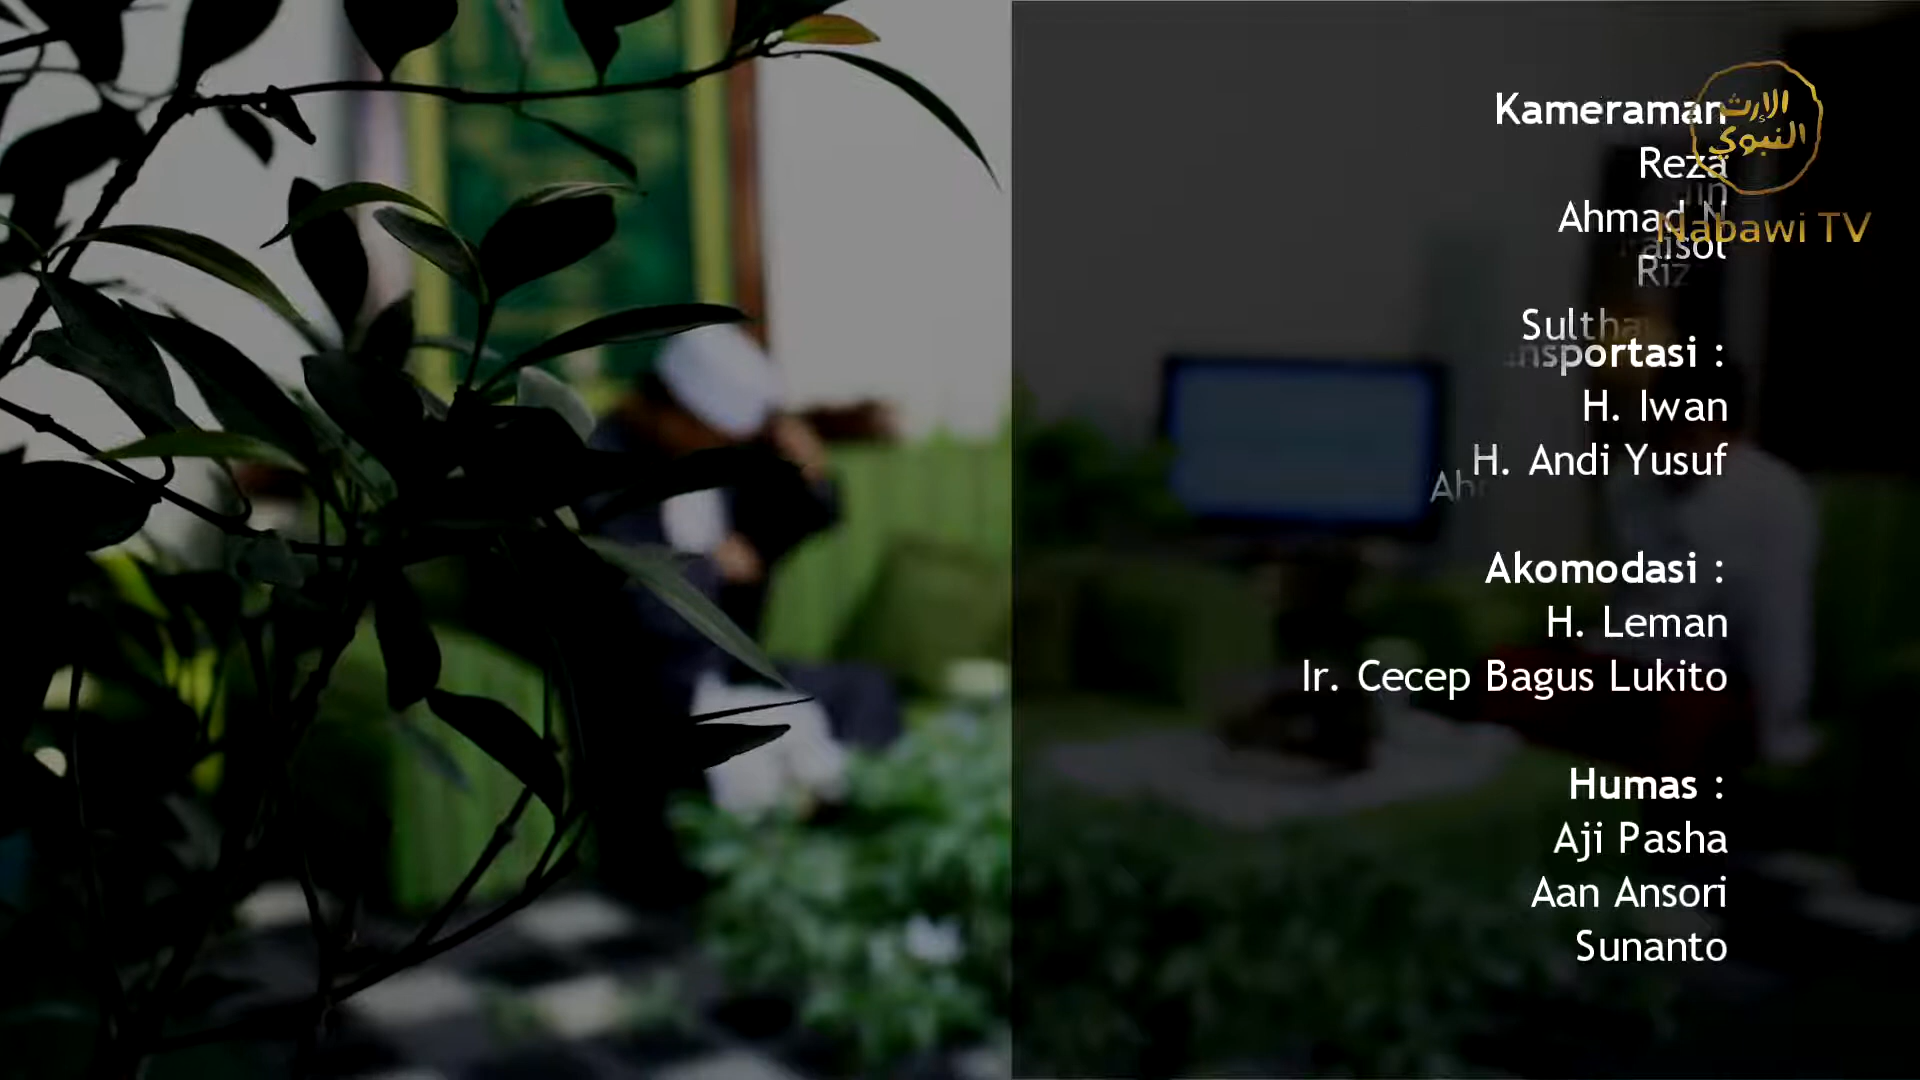 Kameraman
الإرث
النبوي
Reza
Ahmad N
Nabawi TV
H. Iwan
H. Andi Yusuf
Akomodasi :
H. Leman
Ir. Cecep Bagus Lukito
Humas :
Aji Pasha
Aan Ansori
Sunanto